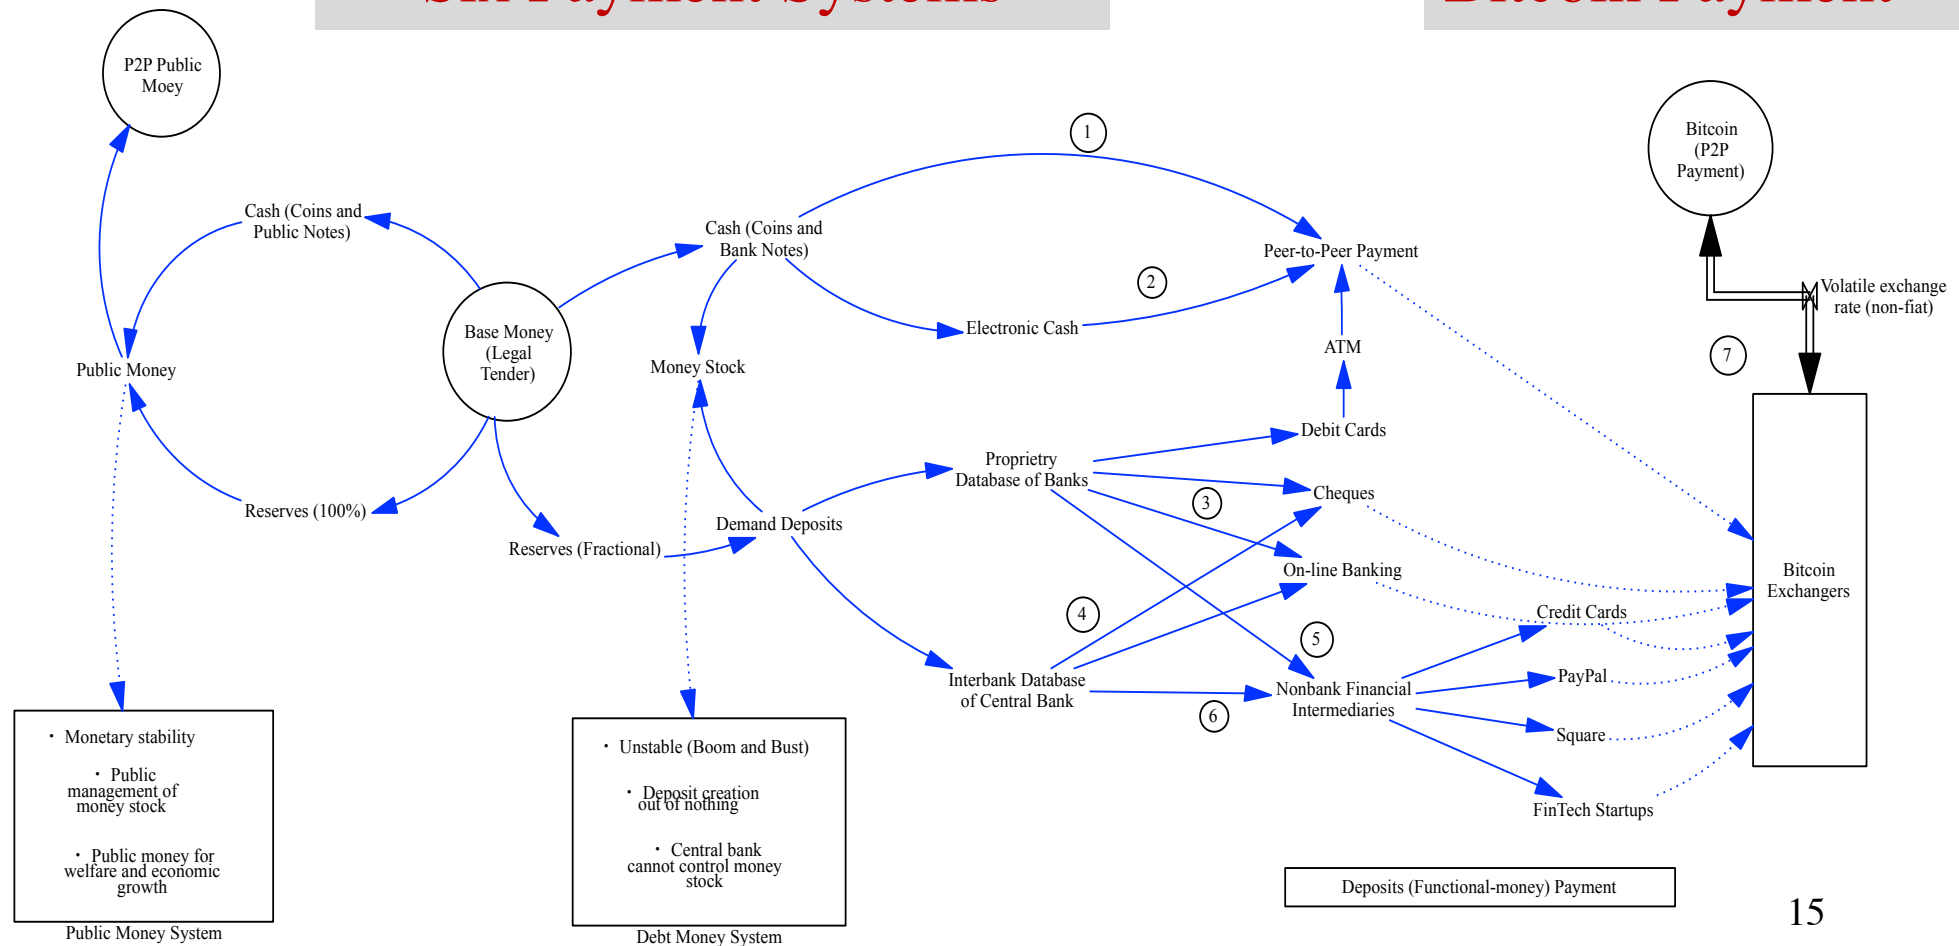 Six Payment Systems
Bitcoin Payment
P2P Public
Moey
1
Bitcoin
(P2P
Payment)
Cash (Coins and
Public Notes)
Cash (Coins and
Bank Notes)
Peer-to-Peer Payment
2
Volatile exchange
rate (non-fiat)
Base Money
(Legal
Tender)
Electronic Cash
ATM
7
Public Money
Money Stock
Debit Cards
Proprietry
Database of Banks
Cheques
3
Reserves (100%)
Demand Deposits
Reserves (Fractional)
On-line Banking
Bitcoin
Exchangers
4
Credit Cards
5
Interbank Database
of Central Bank
Nonbank Financial
Intermediaries
PayPal
6
Square
FinTech Startups
・ Monetary stability
・ Public
management of
money stock
・ Public money for
welfare and economic
growth
Public Money System
・ Unstable (Boom and Bust)
・ Deposit creation
out of nothing
・ Central bank
cannot control money
stock
Debt Money System
Deposits (Functional-money) Payment
15